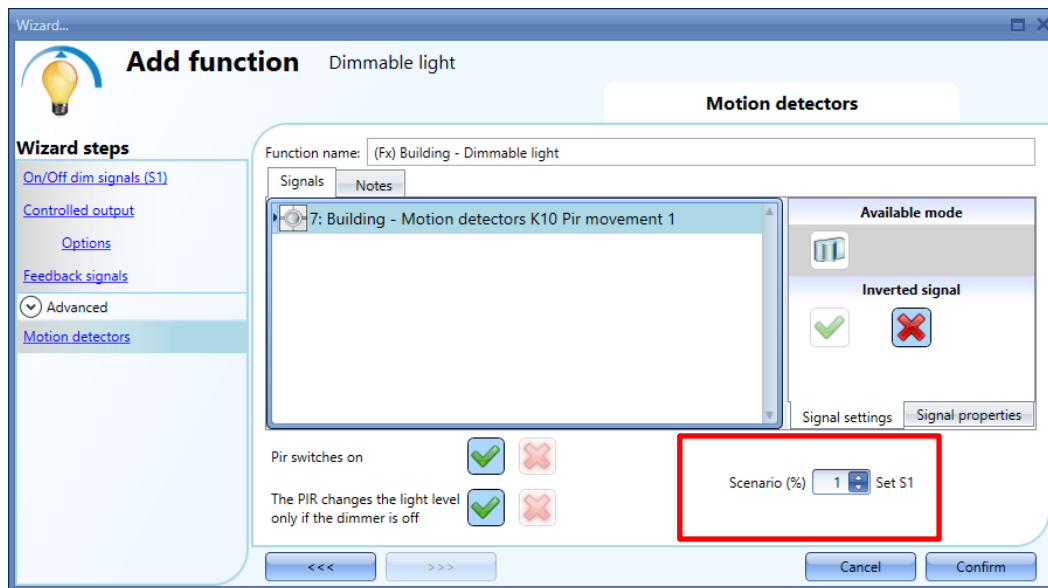 Wizard...
Add function Dimmable light
Motion detectors
Wizard steps
On/Off dim signals (S1)
Controlled output
Options
Feedback signals
Advanced
Motion detectors
Function name: (Fx) Building - Dimmable light
Signals Notes
7: Building - Motion detectors K10 Pir movement 1
Available mode
Inverted signal
Signal settings Signal properties
Pir switches on
The PIR changes the light level
only if the dimmer is off
Scenario (%) 1 Set S1
<<< >>> Cancel Confirm